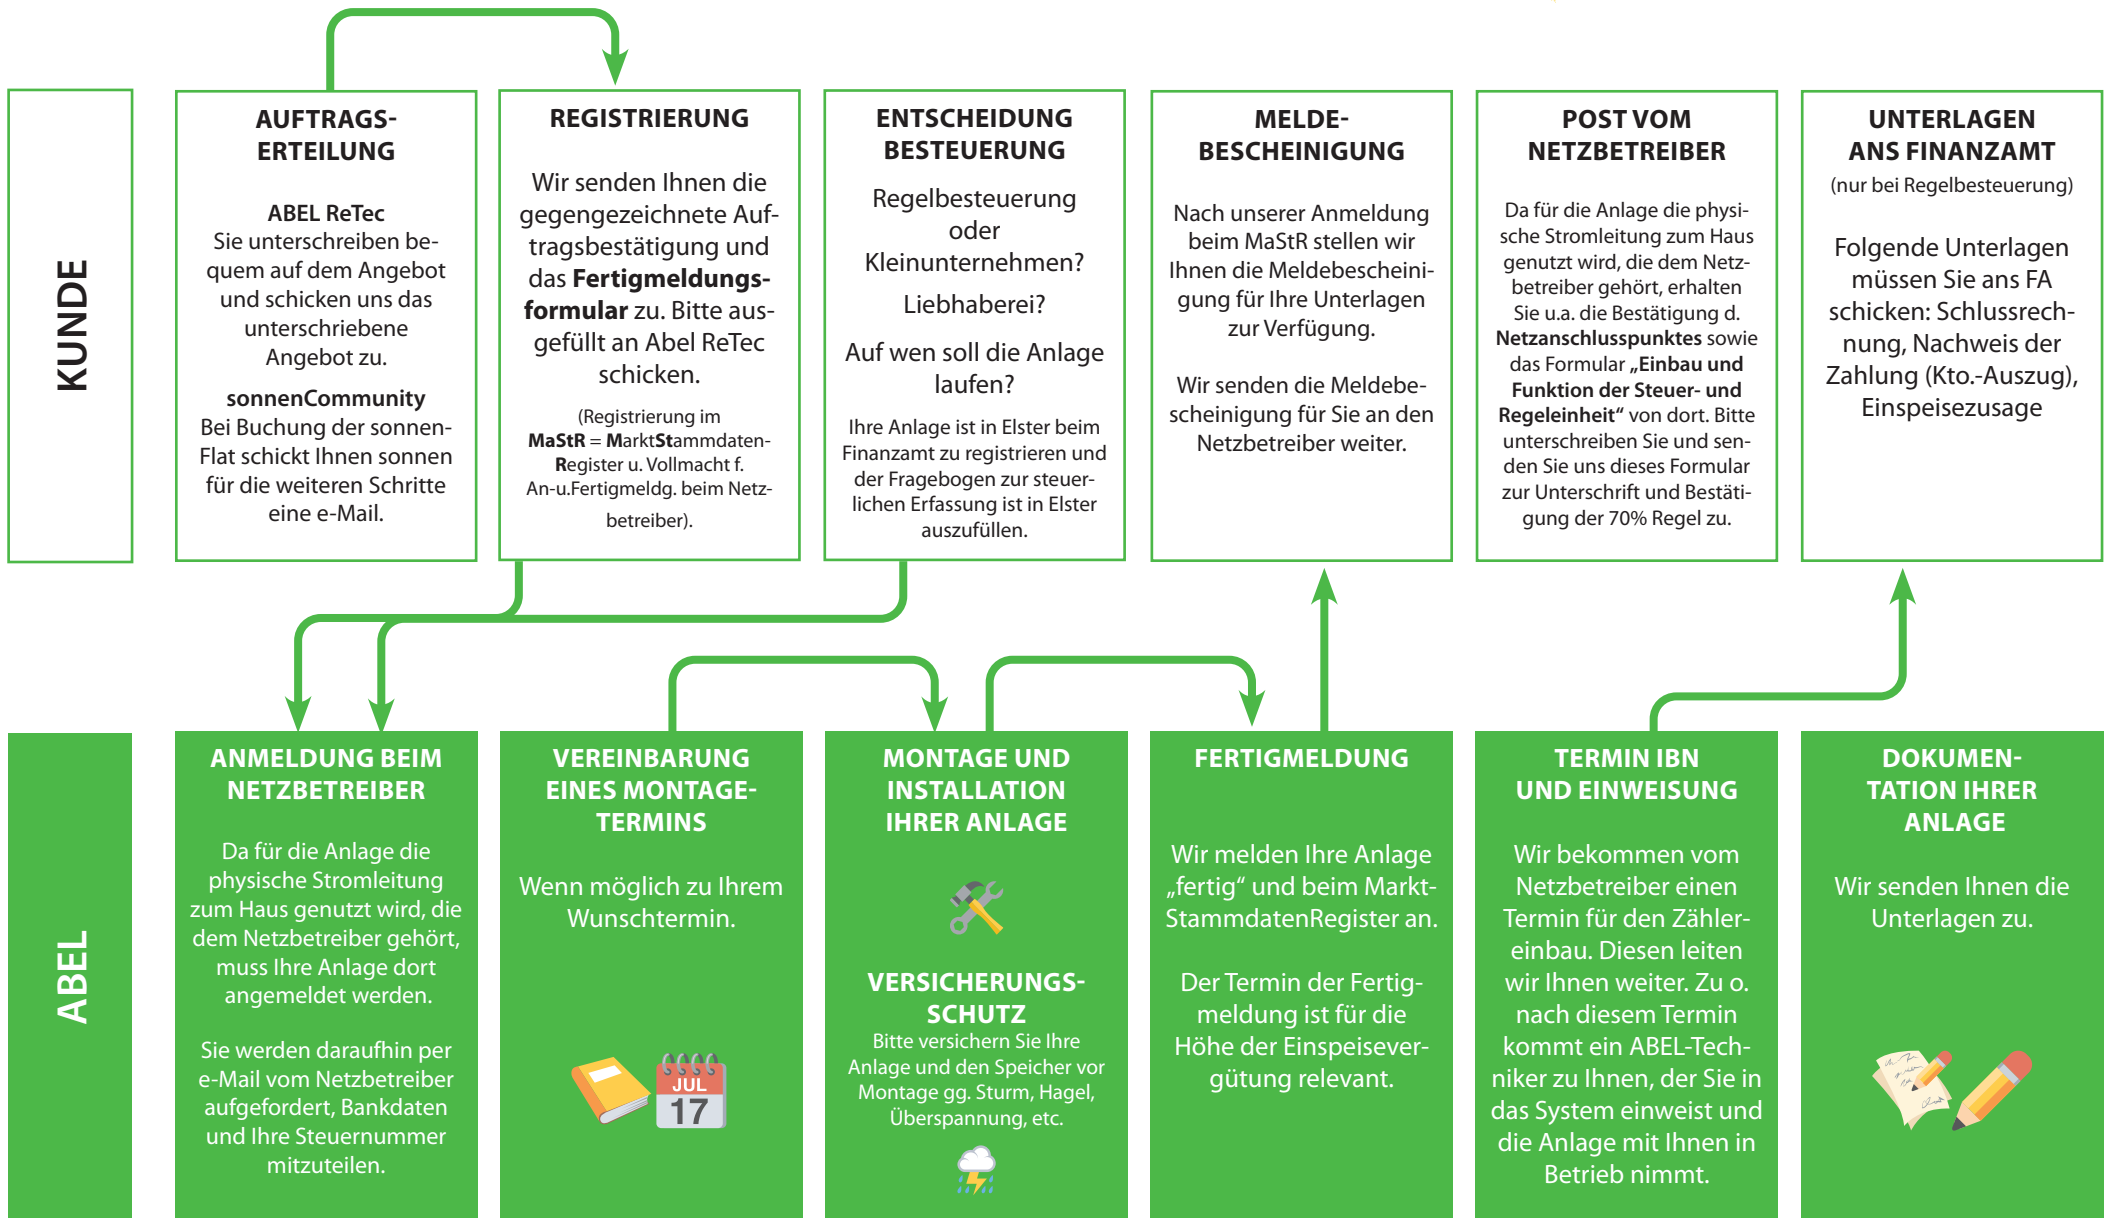 KUNDE
AUFTRAGS-
ERTEILUNG
ABEL ReTec
Sie unterschreiben be-
quem auf dem Angebot
und schicken uns das
unterschriebene
Angebot zu.
sonnenCommunity
Bei Buchung der sonnen-
Flat schickt Ihnen sonnen
für die weiteren Schritte
eine e-Mail.
REGISTRIERUNG
Wir senden Ihnen die
gegengezeichnete Auf-
tragsbestätigung und
das Fertigmeldungs-
formular zu. Bitte aus-
gefüllt an Abel ReTec
schicken.
(Registrierung im
MaStR = MarktStammdaten-
Register u. Vollmacht f.
An-u.Fertigmeldg. beim Netz-
betreiber).
ENTSCHEIDUNG
BESTEUERUNG
Regelbesteuerung
oder
Kleinunternehmen?
Liebhaberei?
Auf wen soll die Anlage
laufen?
Ihre Anlage ist in Elster beim
Finanzamt zu registrieren und
der Fragebogen zur steuer-
lichen Erfassung ist in Elster
auszufüllen.
MELDE-
BESCHEINIGUNG
Nach unserer Anmeldung
beim MaStR stellen wir
Ihnen die Meldebescheini-
gung für Ihre Unterlagen
zur Verfügung.
Wir senden die Meldebe-
scheinigung für Sie an den
Netzbetreiber weiter.
POST VOM
NETZBETREIBER
Da für die Anlage die physi-
sche Stromleitung zum Haus
genutzt wird, die dem Netz-
betreiber gehört, erhalten
Sie u.a. die Bestätigung d.
Netzanschlusspunktes sowie
das Formular „Einbau und
Funktion der Steuer- und
Regeleinheit“ von dort. Bitte
unterschreiben Sie und sen-
den Sie uns dieses Formular
zur Unterschrift und Bestäti-
gung der 70% Regel zu.
UNTERLAGEN
ANS FINANZAMT
(nur bei Regelbesteuerung)
Folgende Unterlagen
müssen Sie ans FA
schicken: Schlussrech-
nung, Nachweis der
Zahlung (Kto.-Auszug),
Einspeisezusage
ABEL
ANMELDUNG BEIM
NETZBETREIBER
Da für die Anlage die
physische Stromleitung
zum Haus genutzt wird, die
dem Netzbetreiber gehört,
muss Ihre Anlage dort
angemeldet werden.
Sie werden daraufhin per
e-Mail vom Netzbetreiber
aufgefordert, Bankdaten
und Ihre Steuernummer
mitzuteilen.
VEREINBARUNG
EINES MONTAGE-
TERMINS
Wenn möglich zu Ihrem
Wunschtermin.
JUL
17
MONTAGE UND
INSTALLATION
IHRER ANLAGE
VERSICHERUNGS-
SCHUTZ
Bitte versichern Sie Ihre
Anlage und den Speicher vor
Montage gg. Sturm, Hagel,
Überspannung, etc.
FERTIGMELDUNG
Wir melden Ihre Anlage
„fertig“ und beim Markt-
StammdatenRegister an.
Der Termin der Fertig-
meldung ist für die
Höhe der Einspeisever-
gütung relevant.
TERMIN IBN
UND EINWEISUNG
Wir bekommen vom
Netzbetreiber einen
Termin für den Zähler-
einbau. Diesen leiten
wir Ihnen weiter. Zu o.
nach diesem Termin
kommt ein ABEL-Tech-
niker zu Ihnen, der Sie in
das System einweist und
die Anlage mit Ihnen in
Betrieb nimmt.
DOKUMEN-
TATION IHRER
ANLAGE
Wir senden Ihnen die
Unterlagen zu.